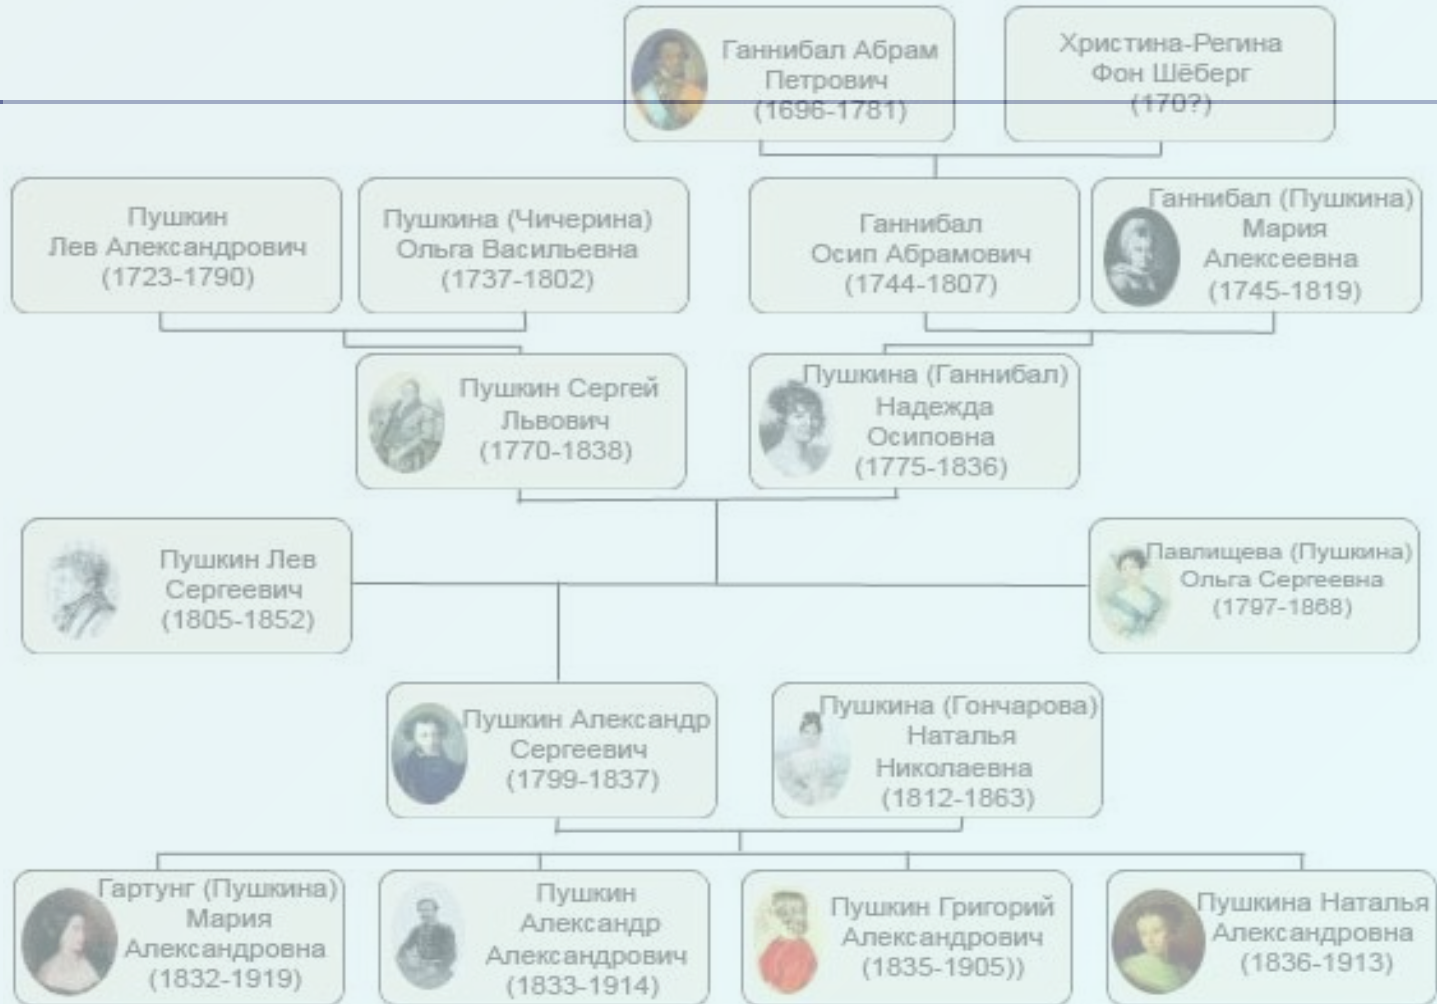 Ганнибал Абрам
Петрович
(1696-1781)
Христина-Регина
Фон Шёберг
(170?)
Пушкин
Лев Александрович
(1723-1790)
Пушкина (Чичерина)
Ольга Васильевна
(1737-1802)
Ганнибал
Осип Абрамович
(1744-1807)
Ганнибал (Пушкина)
Мария
Алексеевна
(1745-1819)
Пушкин Сергей
Львович
(1770-1838)
Пушкина (Ганнибал)
Надежда
Осиповна
(1775-1836)
Пушкин Лев
Сергеевич
(1805-1852)
Павлищева (Пушкина)
Ольга Сергеевна
(1797-1868)
Пушкин Александр
Сергеевич
(1799-1837)
Пушкина (Гончарова)
Наталья
Николаевна
(1812-1863)
Гартунг (Пушкина)
Мария
Александровна
(1832-1919)
Пушкин
Александр
Александрович
(1833-1914)
Пушкин Григорий
Александрович
(1835-1905))
Пушкина Наталья
Александровна
(1836-1913)